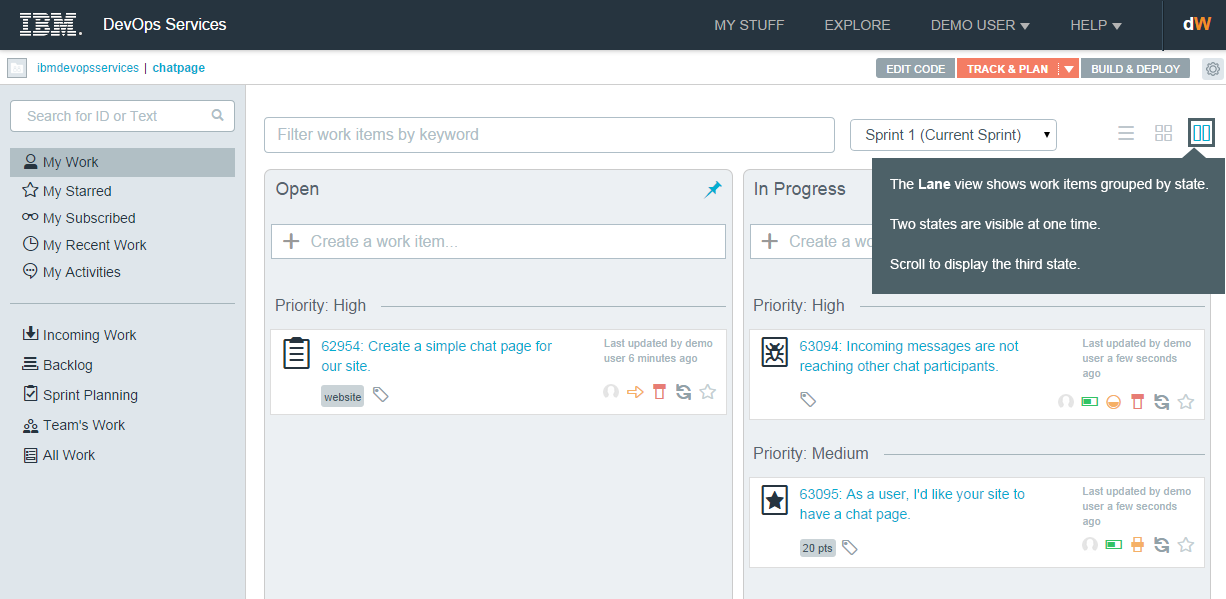 IBM. DevOps Services MY STUFF EXPLORE DEMO USER HELP dW
ibmdevopsservices | chatpage EDIT CODE TRACK & PLAN BUILD & DEPLOY
Search for ID or Text
My Work
My Starred
My Subscribed
My Recent Work
My Activities
Incoming Work
Backlog
Sprint Planning
Team's Work
All Work
Filter work items by keyword
Sprint 1 (Current Sprint)
The Lane view shows work items grouped by state.
Two states are visible at one time.
Scroll to display the third state.
Open
Create a work item...
Priority: High
62954: Create a simple chat page for
our site.
website
Last updated by demo
user 6 minutes ago
In Progress
Create a wo
Priority: High
63094: Incoming messages are not
reaching other chat participants.
Last updated by demo
user a few seconds
ago
Priority: Medium
63095: As a user, I'd like your site to
have a chat page.
20 pts
Last updated by demo
user a few seconds
ago